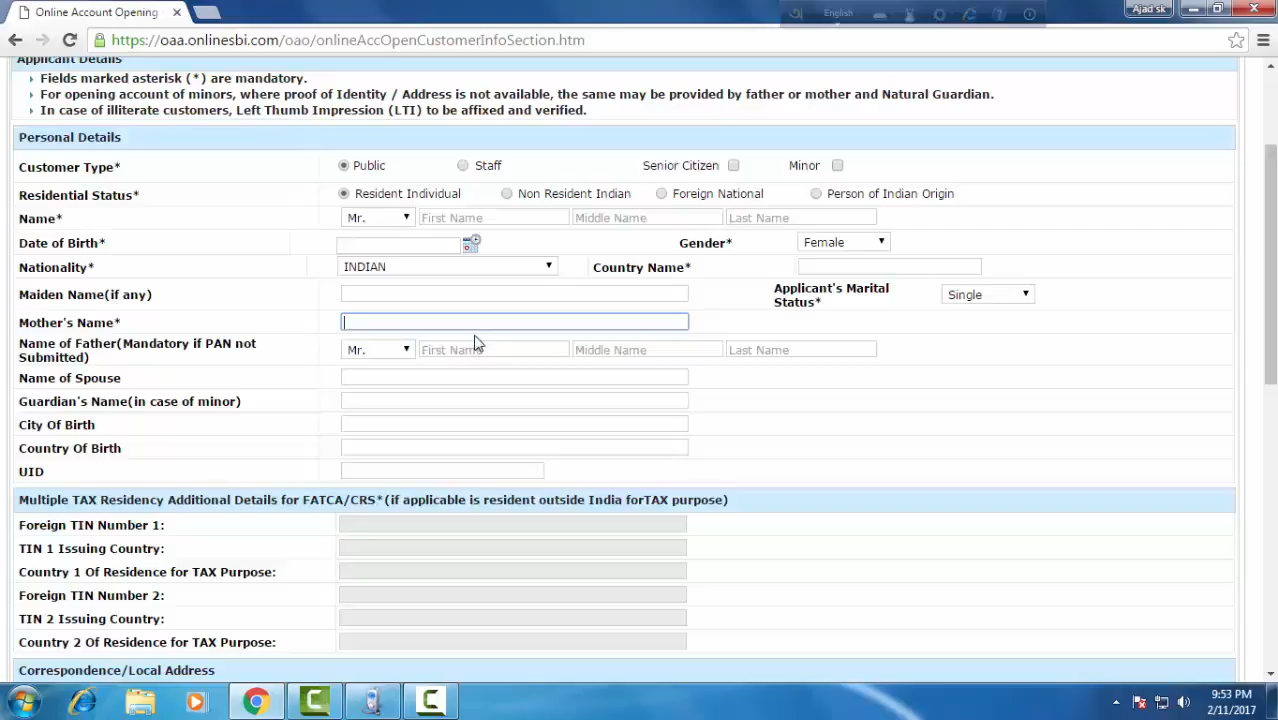 Online Account Opening
English
Ajad sk
https://oaa.onlinesbi.com/oao/onlineAccOpenCustomerInfoSection.htm
Applicant Details
Fields marked asterisk (*) are mandatory.
For opening account of minors, where proof of Identity / Address is not available, the same may be provided by father or mother and Natural Guardian.
In case of illiterate customers, Left Thumb Impression (LTI) to be affixed and verified.
Personal Details
Customer Type* Public Staff Senior Citizen Minor
Residential Status* Resident Individual Non Resident Indian Foreign National Person of Indian Origin
Name* Mr. First Name Middle Name Last Name
Date of Birth* Gender* Female
Nationality* INDIAN Country Name*
Maiden Name(if any) Applicant's Marital Status* Single
Mother's Name*
Name of Father(Mandatory if PAN not Submitted) Mr. First Name Middle Name Last Name
Name of Spouse
Guardian's Name(in case of minor)
City Of Birth
Country Of Birth
UID
Multiple TAX Residency Additional Details for FATCA/CRS*(if applicable is resident outside India forTAX purpose)
Foreign TIN Number 1:
TIN 1 Issuing Country:
Country 1 Of Residence for TAX Purpose:
Foreign TIN Number 2:
TIN 2 Issuing Country:
Country 2 Of Residence for TAX Purpose:
Correspondence/Local Address
9:53 PM
2/11/2017